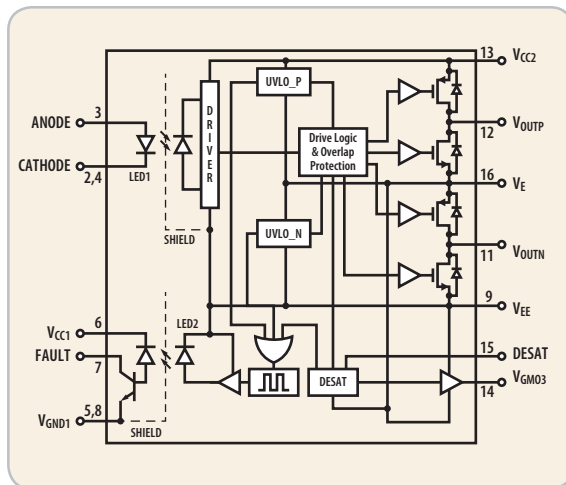 13 VCC2
UVLO_P
3
ANODE
DRIVER
Drive Logic
& Overlap
Protection
12 VOUTP
CATHODE
2,4
LED1
16 VE
SHIELD
UVLO_N
11 VOUTN
9 VEE
6
VCC1
LED2
FAULT
7
15 DESAT
DESAT
VGMO3
14
5,8
VGND1
SHIELD